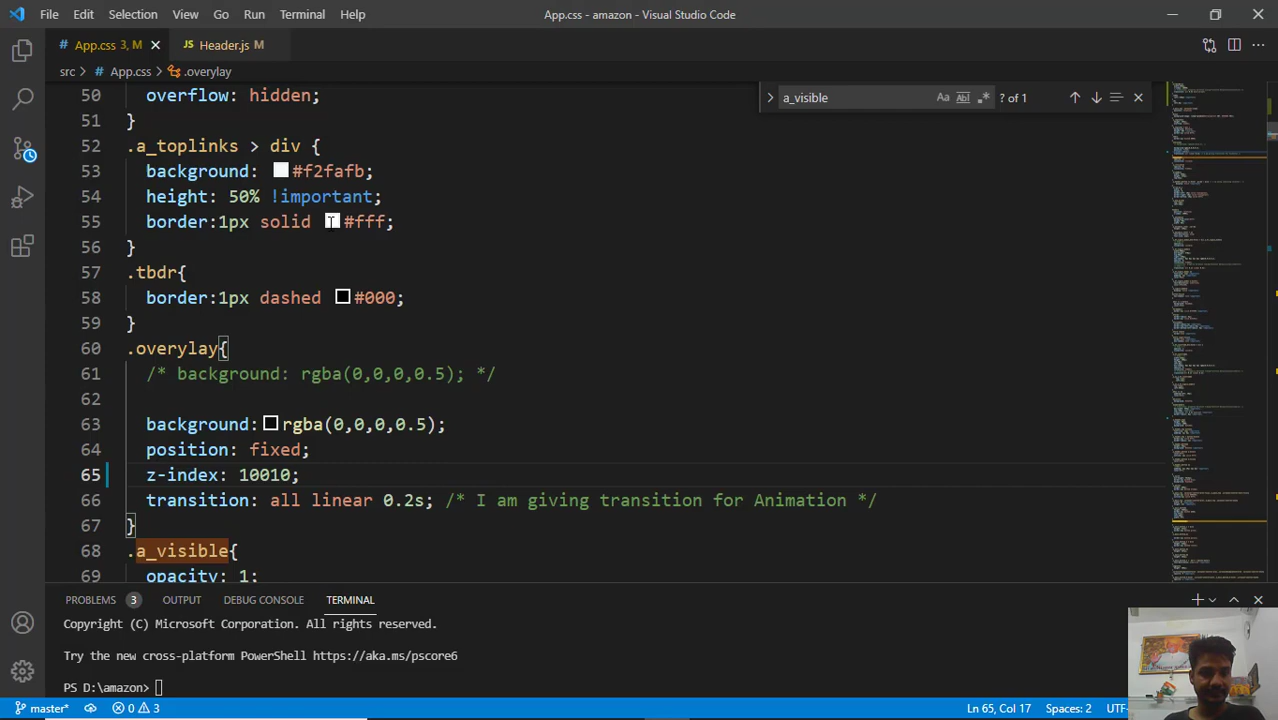 File Edit Selection View Go Run Terminal Help App.css - amazon - Visual Studio Code
# App.css 3, M JS Header.js M
src > App.css > .overylay
a_visible Aa Abl .* ? of 1
50 overflow: hidden;
51 }
52 .a_toplinks > div {
53 background: #f2fafb;
54 height: 50% !important;
55 border:1px solid #fff;
56 }
57 .tbdr{
58 border:1px dashed #000;
59 }
60 .overylay{
61 /* background: rgba(0,0,0,0.5); */
62
63 background: rgba(0,0,0,0.5);
64 position: fixed;
65 z-index: 10010;
66 transition: all linear 0.2s; /* I am giving transition for Animation */
67 }
68 .a_visible{
69 opacity: 1;
PROBLEMS 3 OUTPUT DEBUG CONSOLE TERMINAL
Copyright (C) Microsoft Corporation. All rights reserved.
Try the new cross-platform PowerShell https://aka.ms/pscore6
PS D:\amazon>
master* 0 3 Ln 65, Col 17 Spaces: 2 UTF-